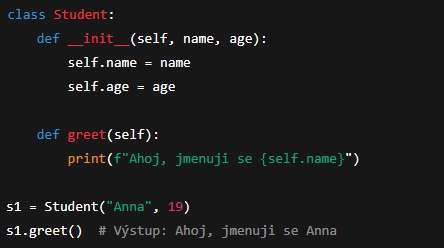 class Student:
    def __init__(self, name, age):
        self.name = name
        self.age = age

    def greet(self):
        print(f"Ahoj, jmenuji se {self.name}")

s1 = Student("Anna", 19)
s1.greet()  # Výstup: Ahoj, jmenuji se Anna